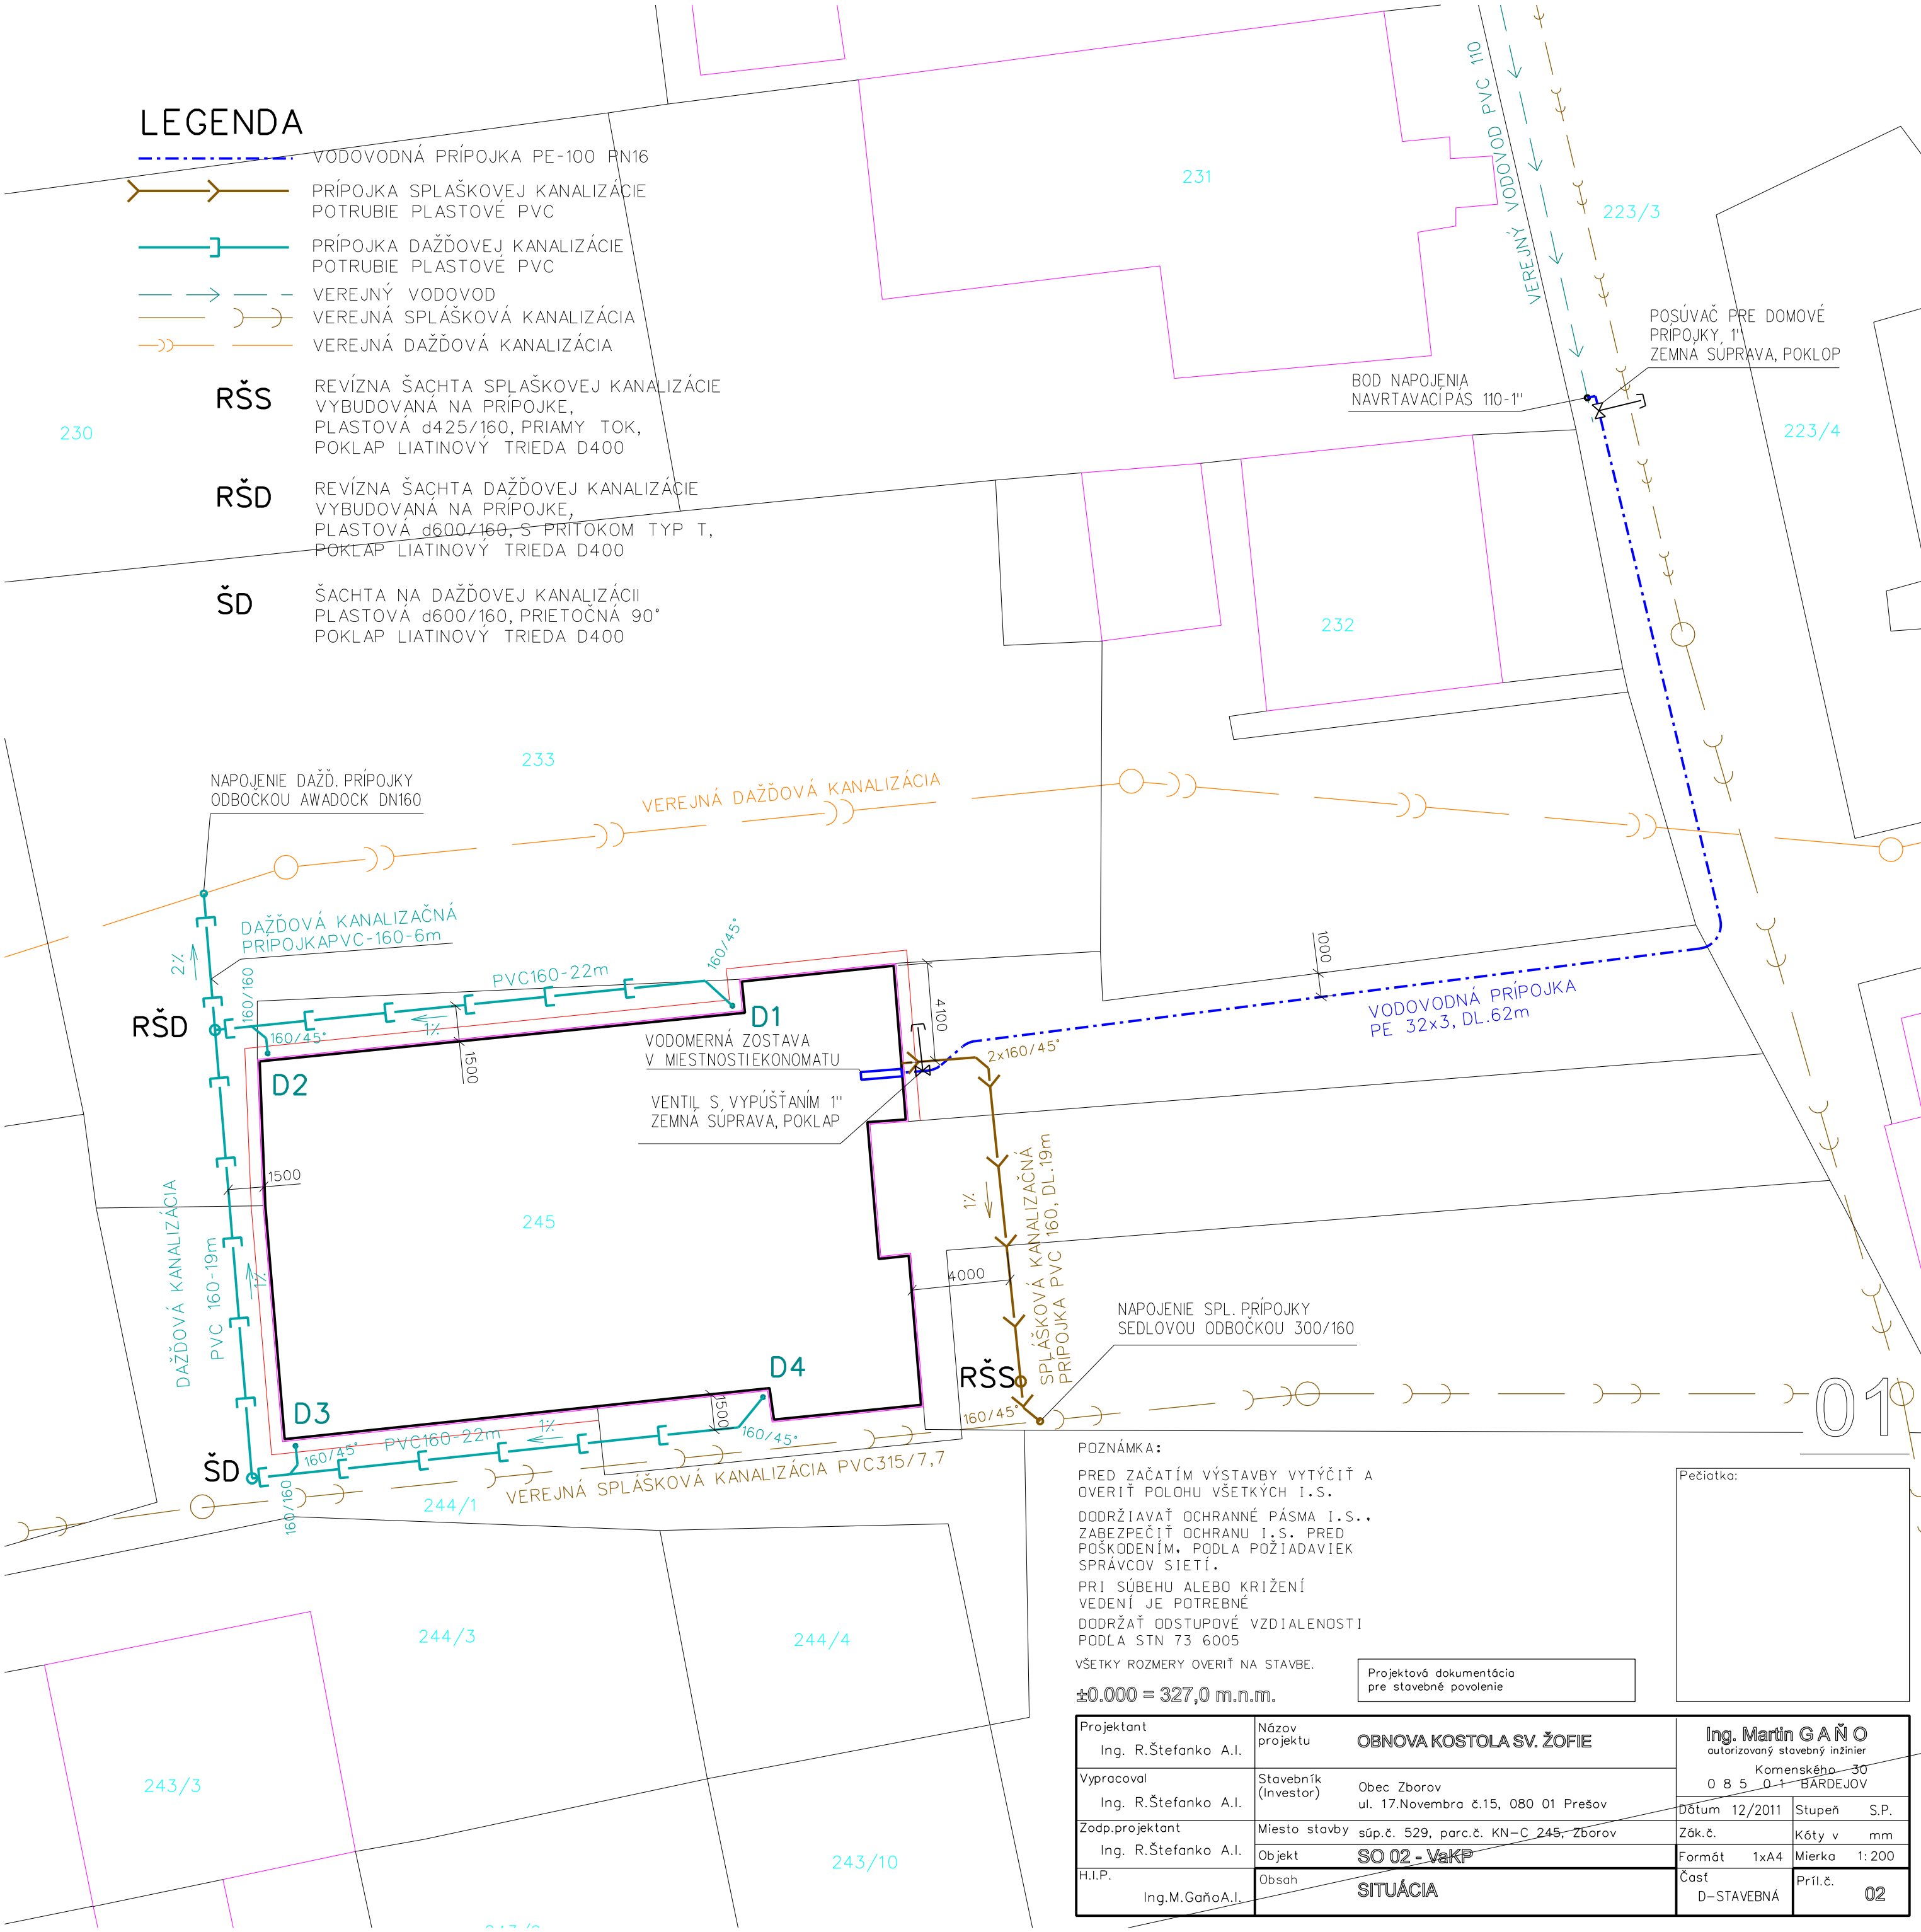 LEGENDA
VODOVODNÁ PRÍPOJKA PE-100 PN16
PRÍPOJKA SPLAŠKOVEJ KANALIZÁCIE
POTRUBIE PLASTOVÉ PVC
PRÍPOJKA DAŽĎOVEJ KANALIZÁCIE
POTRUBIE PLASTOVÉ PVC
VEREJNÝ VODOVOD
VEREJNÁ SPLÁŠKOVÁ KANALIZÁCIA
VEREJNÁ DAŽĎOVÁ KANALIZÁCIA
RŠS
REVÍZNA ŠACHTA SPLAŠKOVEJ KANALIZÁCIE
VYBUDOVANÁ NA PRÍPOJKE,
PLASTOVÁ d425/160, PRIAMY TOK,
POKLAP LIATINOVÝ TRIEDA D400
RŠD
REVÍZNA ŠACHTA DAŽĎOVEJ KANALIZÁCIE
VYBUDOVANÁ NA PRÍPOJKE,
PLASTOVÁ d600/160, S PRÍTOKOM TYP T,
POKLAP LIATINOVÝ TRIEDA D400
ŠD
ŠACHTA NA DAŽĎOVEJ KANALIZÁCII
PLASTOVÁ d600/160, PRIETOČNÁ 90°
POKLAP LIATINOVÝ TRIEDA D400
230
231
VEREJNÝ VODOVOD PVC 110
223/3
223/4
POSÚVAČ PRE DOMOVÉ
PRÍPOJKY 1"
ZEMNÁ SÚPRAVA, POKLOP
BOD NAPOJENIA
NAVRTAVACÍ PÁS 110-1"
232
233
NAPOJENIE DAŽĎ. PRÍPOJKY
ODBOČKOU AWADOCK DN160
VEREJNÁ DAŽĎOVÁ KANALIZÁCIA
DAŽĎOVÁ KANALIZAČNÁ
PRÍPOJKAPVC-160-6m
2%
160/160
PVC160-22m
160/45°
1%
160/45°
RŠD
D1
D2
1500
4100
1000
VODOVODNÁ PRÍPOJKA
PE 32x3, DL.62m
VODOMERNÁ ZOSTAVA
V MIESTNOSTI EKONOMATU
2x160/45°
VENTIL S VYPÚŠŤANÍM 1"
ZEMNÁ SÚPRAVA, POKLAP
1500
245
DAŽĎOVÁ KANALIZÁCIA
PVC 160-19m
1%
1%
SPLÁŠKOVÁ KANALIZAČNÁ
PRÍPOJKA PVC 160, DL.19m
4000
NAPOJENIE SPL. PRÍPOJKY
SEDLOVOU ODBOČKOU 300/160
RŠS
160/45°
D4
D3
1500
ŠD
160/45°
PVC160-22m
1%
160/45°
160/160
VEREJNÁ SPLÁŠKOVÁ KANALIZÁCIA PVC315/7,7
244/1
01
244/3
244/4
243/3
243/10
POZNÁMKA:
PRED ZAČATÍM VÝSTAVBY VYTÝČIŤ A
OVERIŤ POLOHU VŠETKÝCH I.S.
DODRŽIAVAŤ OCHRANNÉ PÁSMA I.S.,
ZABEZPEČIŤ OCHRANU I.S. PRED
POŠKODENÍM, PODLA POŽIADAVIEK
SPRÁVCOV SIETÍ.
PRI SÚBEHU ALEBO KRIŽENÍ
VEDENÍ JE POTREBNÉ
DODRŽAŤ ODSTUPOVÉ VZDIALENOSTI
PODĽA STN 73 6005
VŠETKY ROZMERY OVERIŤ NA STAVBE.
±0.000 = 327,0 m.n.m.
Projektová dokumentácia
pre stavebné povolenie
Pečiatka:
Projektant
Ing. R.Štefanko A.I.
Názov
projektu
OBNOVA KOSTOLA SV. ŽOFIE
Ing. Martin G A Ň O
autorizovaný stavebný inžinier
Komenského 30
0 8 5 0 1 BARDEJOV
Vypracoval
Ing. R.Štefanko A.I.
Stavebník
(Investor)
Obec Zborov
ul. 17.Novembra č.15, 080 01 Prešov
Dátum 12/2011
Stupeň S.P.
Zodp.projektant
Ing. R.Štefanko A.I.
Miesto stavby súp.č. 529, parc.č. KN-C 245, Zborov
Zák.č.
Kóty v mm
Objekt SO 02 - VaKP
Formát 1xA4
Mierka 1:200
H.I.P.
Ing.M.GaňoA.I.
Obsah
SITUÁCIA
Časť
D-STAVEBNÁ
Príl.č.
02